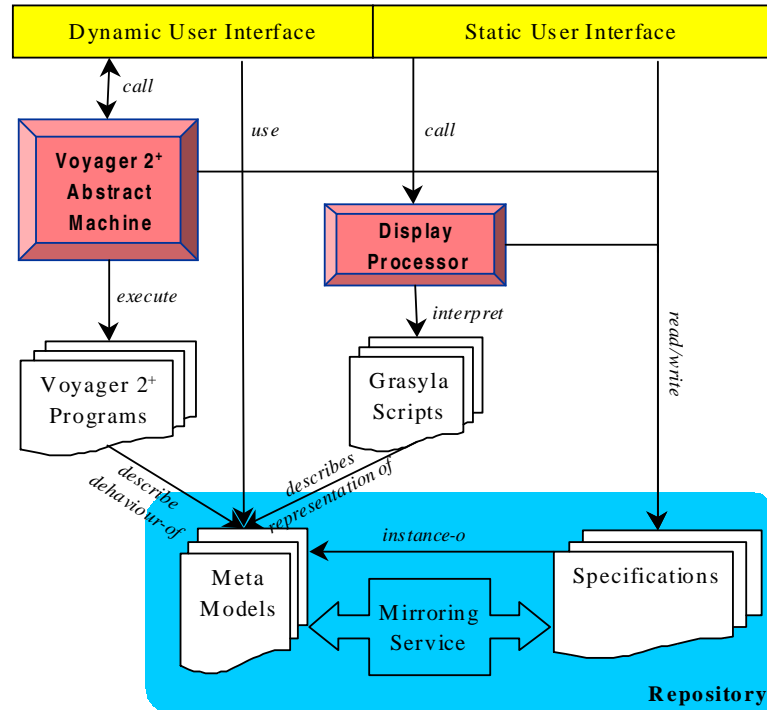 Dynamic User Interface
Static User Interface
call
use
call
Voyager 2+
Abstract
Machine
Display
Processor
execute
interpret
read/write
Voyager 2+
Programs
Grasyla
Scripts
describe
dehaviour-of
describes
representation of
instance-o
Meta
Models
Mirroring
Service
Specifications
Repository